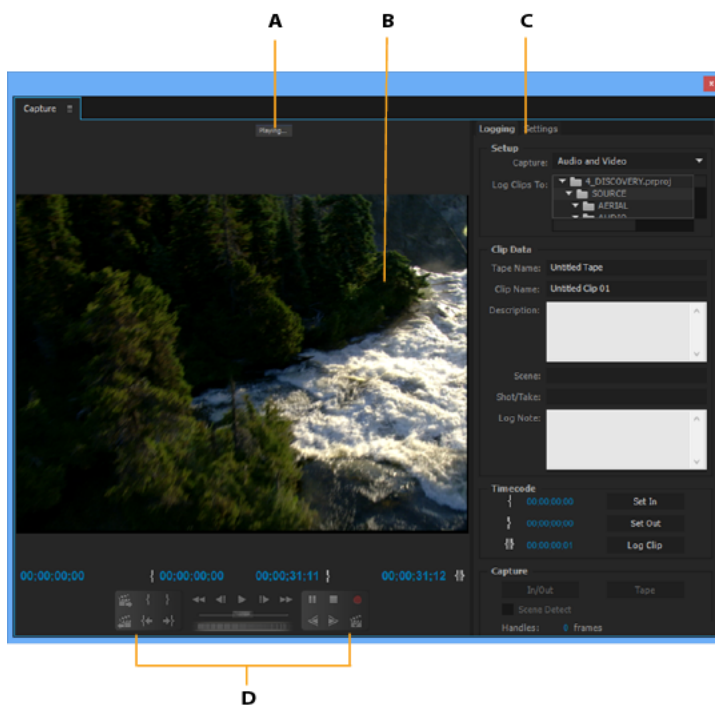 A B C
Capture
Playing...
Logging Settings
Setup
Capture: Audio and Video
Log Clips To: 4_DISCOVERY.prproj
SOURCE
AERIAL
AUDIO
Clip Data
Tape Name: Untitled Tape
Clip Name: Untitled Clip 01
Description:
Scene:
Shot/Take:
Log Note:
Timecode
00:00:00:00 Set In
00:00:00:00 Set Out
00:00:00:01 Log Clip
00;00;00;00 { 00;00;00;00 00;00;31;11 } 00;00;31;12 {}
Capture
In/Out Tape
Scene Detect
Handles: 0 frames
D